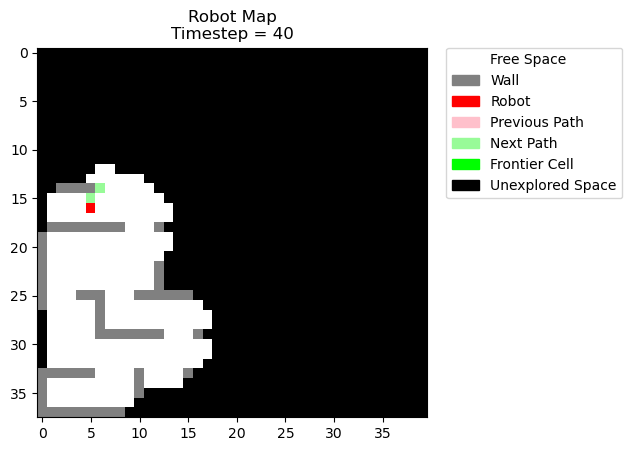 Robot Map
Timestep = 40
Free Space
Wall
Robot
Previous Path
Next Path
Frontier Cell
Unexplored Space
0
5
10
15
20
25
30
35
0
5
10
15
20
25
30
35